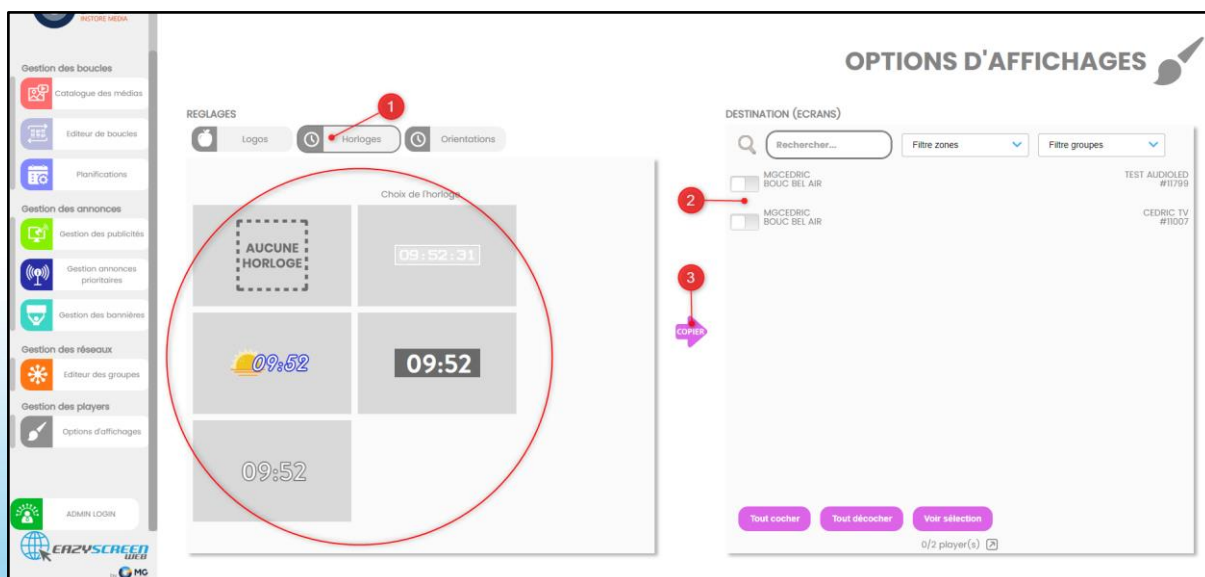 INSTORE MEDIA
Gestion des boucles
Catalogue des médias
Editeur de boucles
Planifications
Gestion des annonces
Gestion des publicités
Gestion annonces
prioritaires
Gestion des bannières
Gestion des réseaux
Editeur des groupes
Gestion des players
Options d'affichages
ADMIN LOGIN
EAZYSCREEN
WEB
by MG
OPTIONS D'AFFICHAGES
REGLAGES
1
Logos
Horloges
Orientations
Choix de l'horloge
AUCUNE
HORLOGE
09:52:31
09:52
09:52
09:52
DESTINATION (ECRANS)
Rechercher...
Filtre zones
Filtre groupes
MGCEDRIC
BOUC BEL AIR
TEST AUDIOLED
#11799
2
MGCEDRIC
BOUC BEL AIR
CEDRIC TV
#11007
3
COPIER
Tout cocher
Tout décocher
Voir sélection
0/2 player(s)